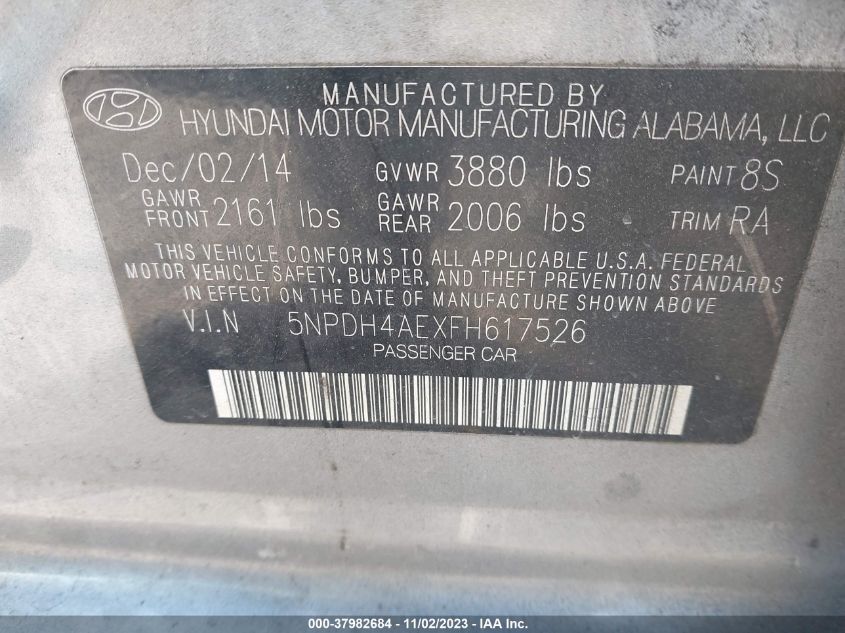 MANUFACTURED BY
HYUNDAI MOTOR MANUFACTURING ALABAMA, LLC
Dec/02/14 GVWR 3880 lbs PAINT 8S
GAWR FRONT 2161 lbs GAWR REAR 2006 lbs TRIM RA
THIS VEHICLE CONFORMS TO ALL APPLICABLE U.S.A. FEDERAL
MOTOR VEHICLE SAFETY, BUMPER, AND THEFT PREVENTION STANDARDS
IN EFFECT ON THE DATE OF MANUFACTURE SHOWN ABOVE
V.I.N 5NPDH4AEXFH617526
PASSENGER CAR
000-37982684 - 11/02/2023 - IAA Inc.